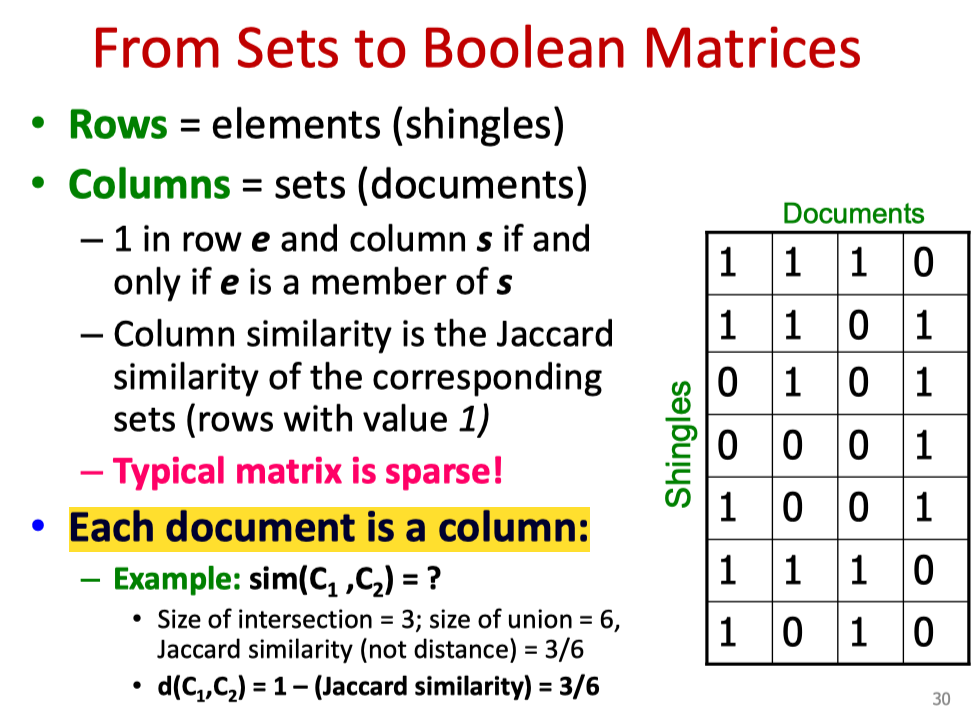 From Sets to Boolean Matrices
• Rows = elements (shingles)
• Columns = sets (documents)
– 1 in row e and column s if and
only if e is a member of s
– Column similarity is the Jaccard
similarity of the corresponding
sets (rows with value 1)
– Typical matrix is sparse!
• Each document is a column:
– Example: sim(C₁ ,C₂) = ?
• Size of intersection = 3; size of union = 6,
Jaccard similarity (not distance) = 3/6
• d(C₁,C₂) = 1 – (Jaccard similarity) = 3/6
Documents
Shingles
1 1 1 0
1 1 0 1
0 1 0 1
0 0 0 1
1 0 0 1
1 1 1 0
1 0 1 0
30